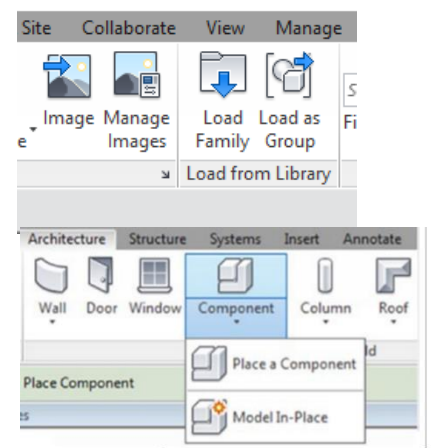 Site Collaborate View Manage
Image Manage Images Load Family Load as Group
Load from Library
Architecture Structure Systems Insert Annotate
Wall Door Window Component Column Roof
Place a Component
Place Component
Model In-Place